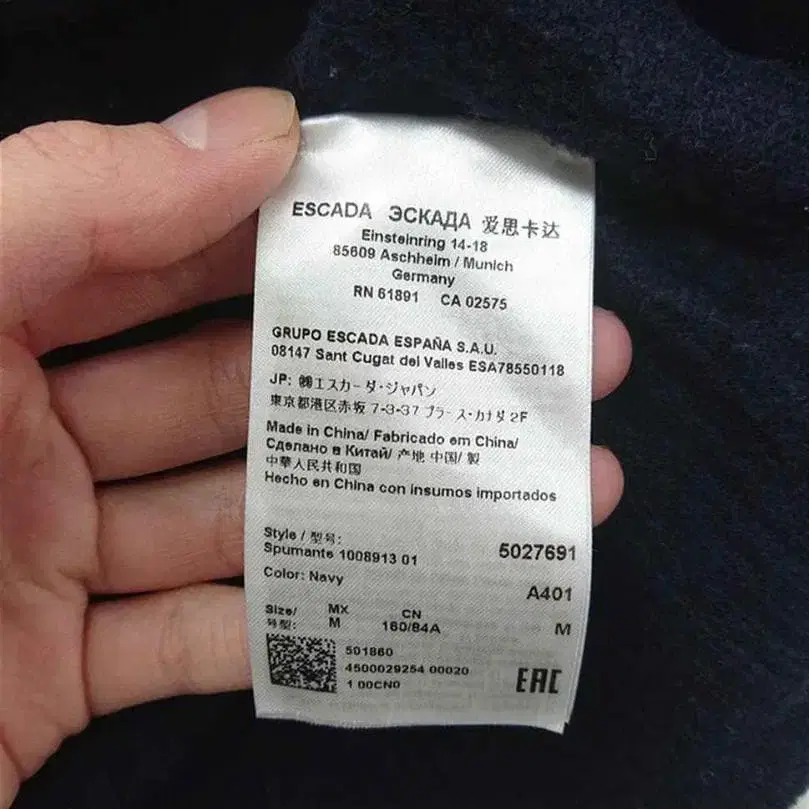 ESCADA ЭСКАДА 爱思卡达
Einsteinring 14-18
85609 Aschheim / Munich
Germany
RN 61891 CA 02575
GRUPO ESCADA ESPAÑA S.A.U.
08147 Sant Cugat del Valles ESA78550118
JP: ㈱エスカーダ・ジャパン
東京都港区赤坂 7-3-37 プラース・カナダ 2F
Made in China/ Fabricado em China/
Сделано в Китай/ 产地 中国/ 製
中華人民共和国
Hecho en China con insumos importados
Style / 型号: 5027691
Spumante 1008913 01
Color: Navy A401
Size/ MX CN
号型: M 160/84A M
501860
4500029254 00020
1 00CN0
EAC